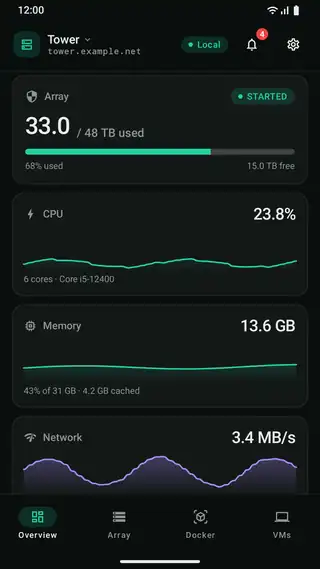 12:00
Tower
tower.example.net
Local
4
Array
STARTED
33.0 / 48 TB used
68% used
15.0 TB free
CPU
23.8%
6 cores · Core i5-12400
Memory
13.6 GB
43% of 31 GB · 4.2 GB cached
Network
3.4 MB/s
Overview
Array
Docker
VMs